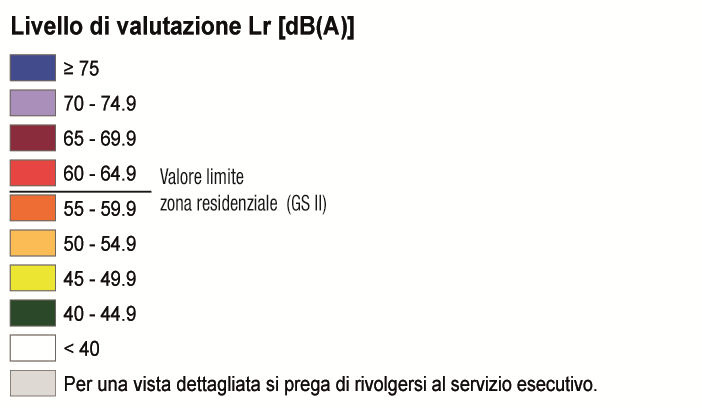 Livello di valutazione Lr [dB(A)]
≥ 75
70 - 74.9
65 - 69.9
60 - 64.9
Valore limite
zona residenziale (GS II)
55 - 59.9
50 - 54.9
45 - 49.9
40 - 44.9
< 40
Per una vista dettagliata si prega di rivolgersi al servizio esecutivo.